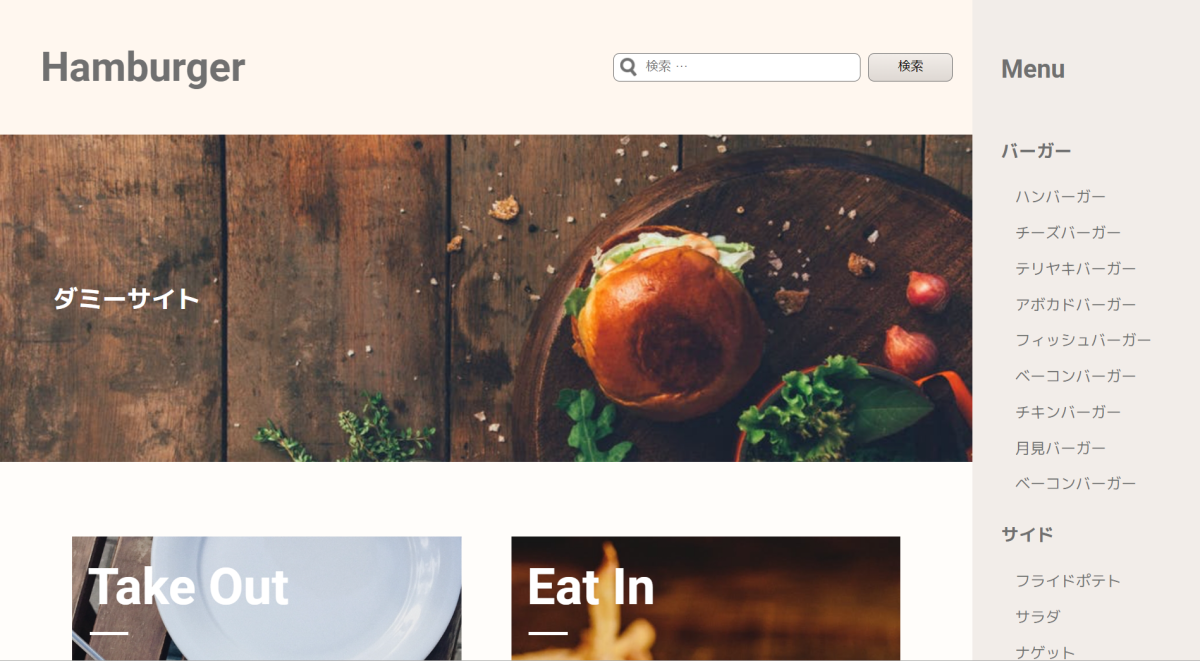 Hamburger
検索 …
検索
ダミーサイト
Take Out
Eat In
Menu
バーガー
ハンバーガー
チーズバーガー
テリヤキバーガー
アボカドバーガー
フィッシュバーガー
ベーコンバーガー
チキンバーガー
月見バーガー
ベーコンバーガー
サイド
フライドポテト
サラダ
ナゲット